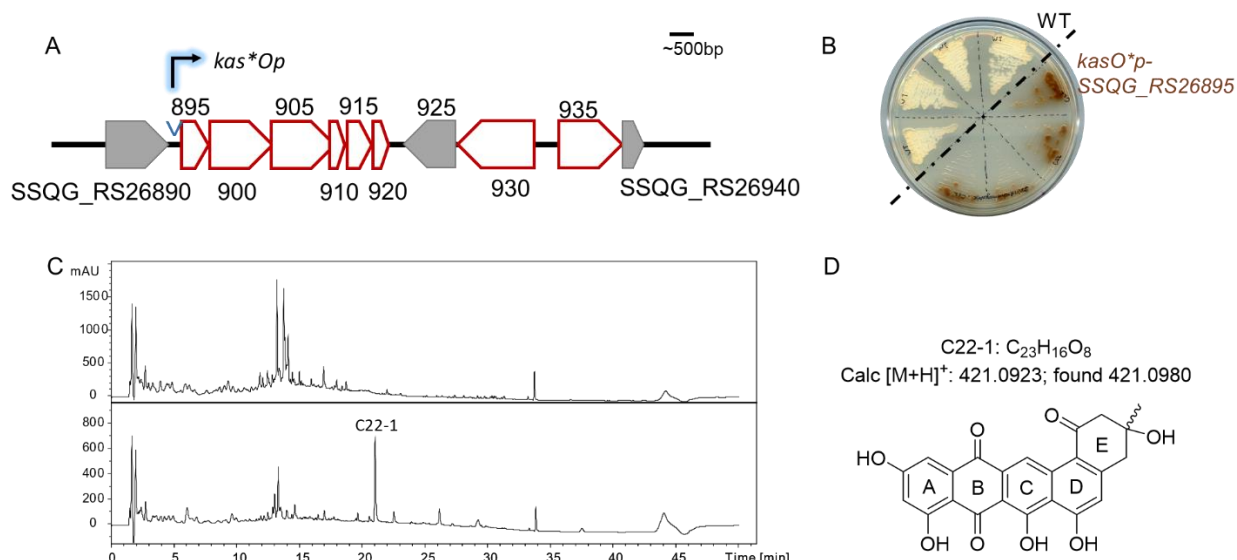 A
kas*Op
~500bp
895 905 915 925 935
SSQG_RS26890 900 910 920 930 SSQG_RS26940
B
WT
kasO*p-
SSQG_RS26895
C
mAU
1500
1000
500
0
C22-1
800
600
400
200
0
0 5 10 15 20 25 30 35 40 45 Time [min]
D
C22-1: C₂₃H₁₆O₈
Calc [M+H]⁺: 421.0923; found 421.0980
O
E
OH
O
HO
A B C D
OH O OH OH